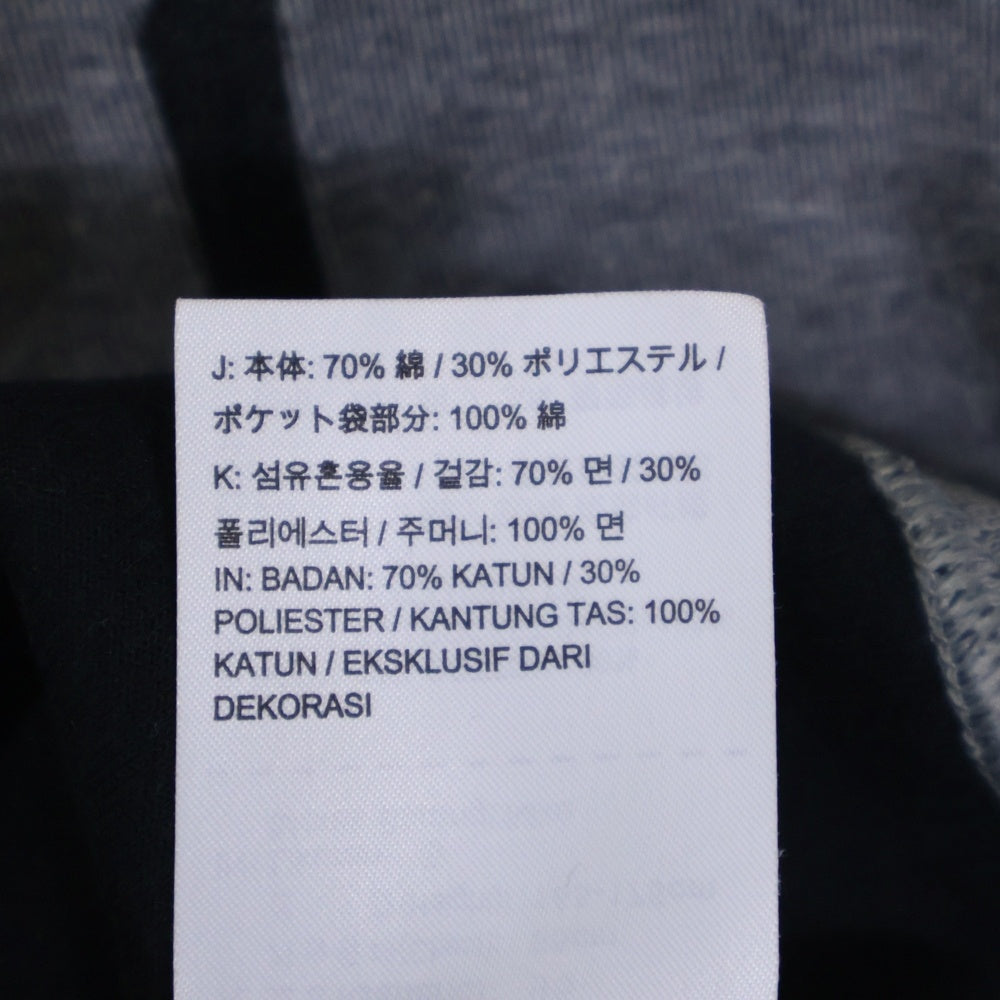 J: 本体: 70% 綿 / 30% ポリエステル /
ポケット袋部分: 100% 綿
K: 섬유혼용율 / 겉감: 70% 면 / 30%
폴리에스터 / 주머니: 100% 면
IN: BADAN: 70% KATUN / 30%
POLIESTER / KANTUNG TAS: 100%
KATUN / EKSKLUSIF DARI
DEKORASI